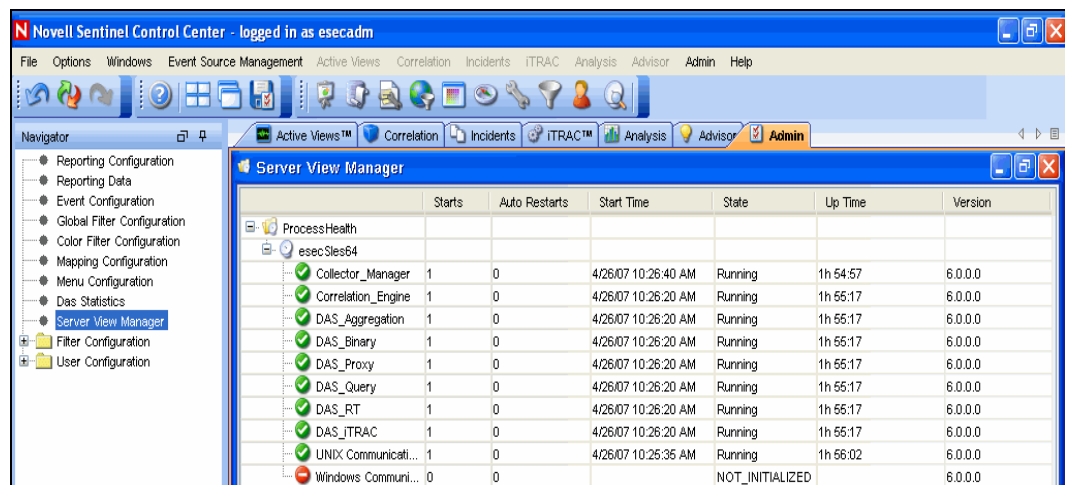 Novell Sentinel Control Center - logged in as esecadm
File Options Windows Event Source Management Active Views Correlation Incidents iTRAC Analysis Advisor Admin Help
Navigator
Reporting Configuration
Reporting Data
Event Configuration
Global Filter Configuration
Color Filter Configuration
Mapping Configuration
Menu Configuration
Das Statistics
Server View Manager
Filter Configuration
User Configuration
Active Views™ Correlation Incidents iTRAC™ Analysis Advisor Admin
Server View Manager
Starts Auto Restarts Start Time State Up Time Version
ProcessHealth
esecSles64
Collector_Manager 1 0 4/26/07 10:26:40 AM Running 1h 54:57 6.0.0.0
Correlation_Engine 1 0 4/26/07 10:26:20 AM Running 1h 55:17 6.0.0.0
DAS_Aggregation 1 0 4/26/07 10:26:20 AM Running 1h 55:17 6.0.0.0
DAS_Binary 1 0 4/26/07 10:26:20 AM Running 1h 55:17 6.0.0.0
DAS_Proxy 1 0 4/26/07 10:26:20 AM Running 1h 55:17 6.0.0.0
DAS_Query 1 0 4/26/07 10:26:20 AM Running 1h 55:17 6.0.0.0
DAS_RT 1 0 4/26/07 10:26:20 AM Running 1h 55:17 6.0.0.0
DAS_iTRAC 1 0 4/26/07 10:26:20 AM Running 1h 55:17 6.0.0.0
UNIX Communicati... 1 0 4/26/07 10:25:35 AM Running 1h 56:02 6.0.0.0
Windows Communi... 0 0 NOT_INITIALIZED 6.0.0.0